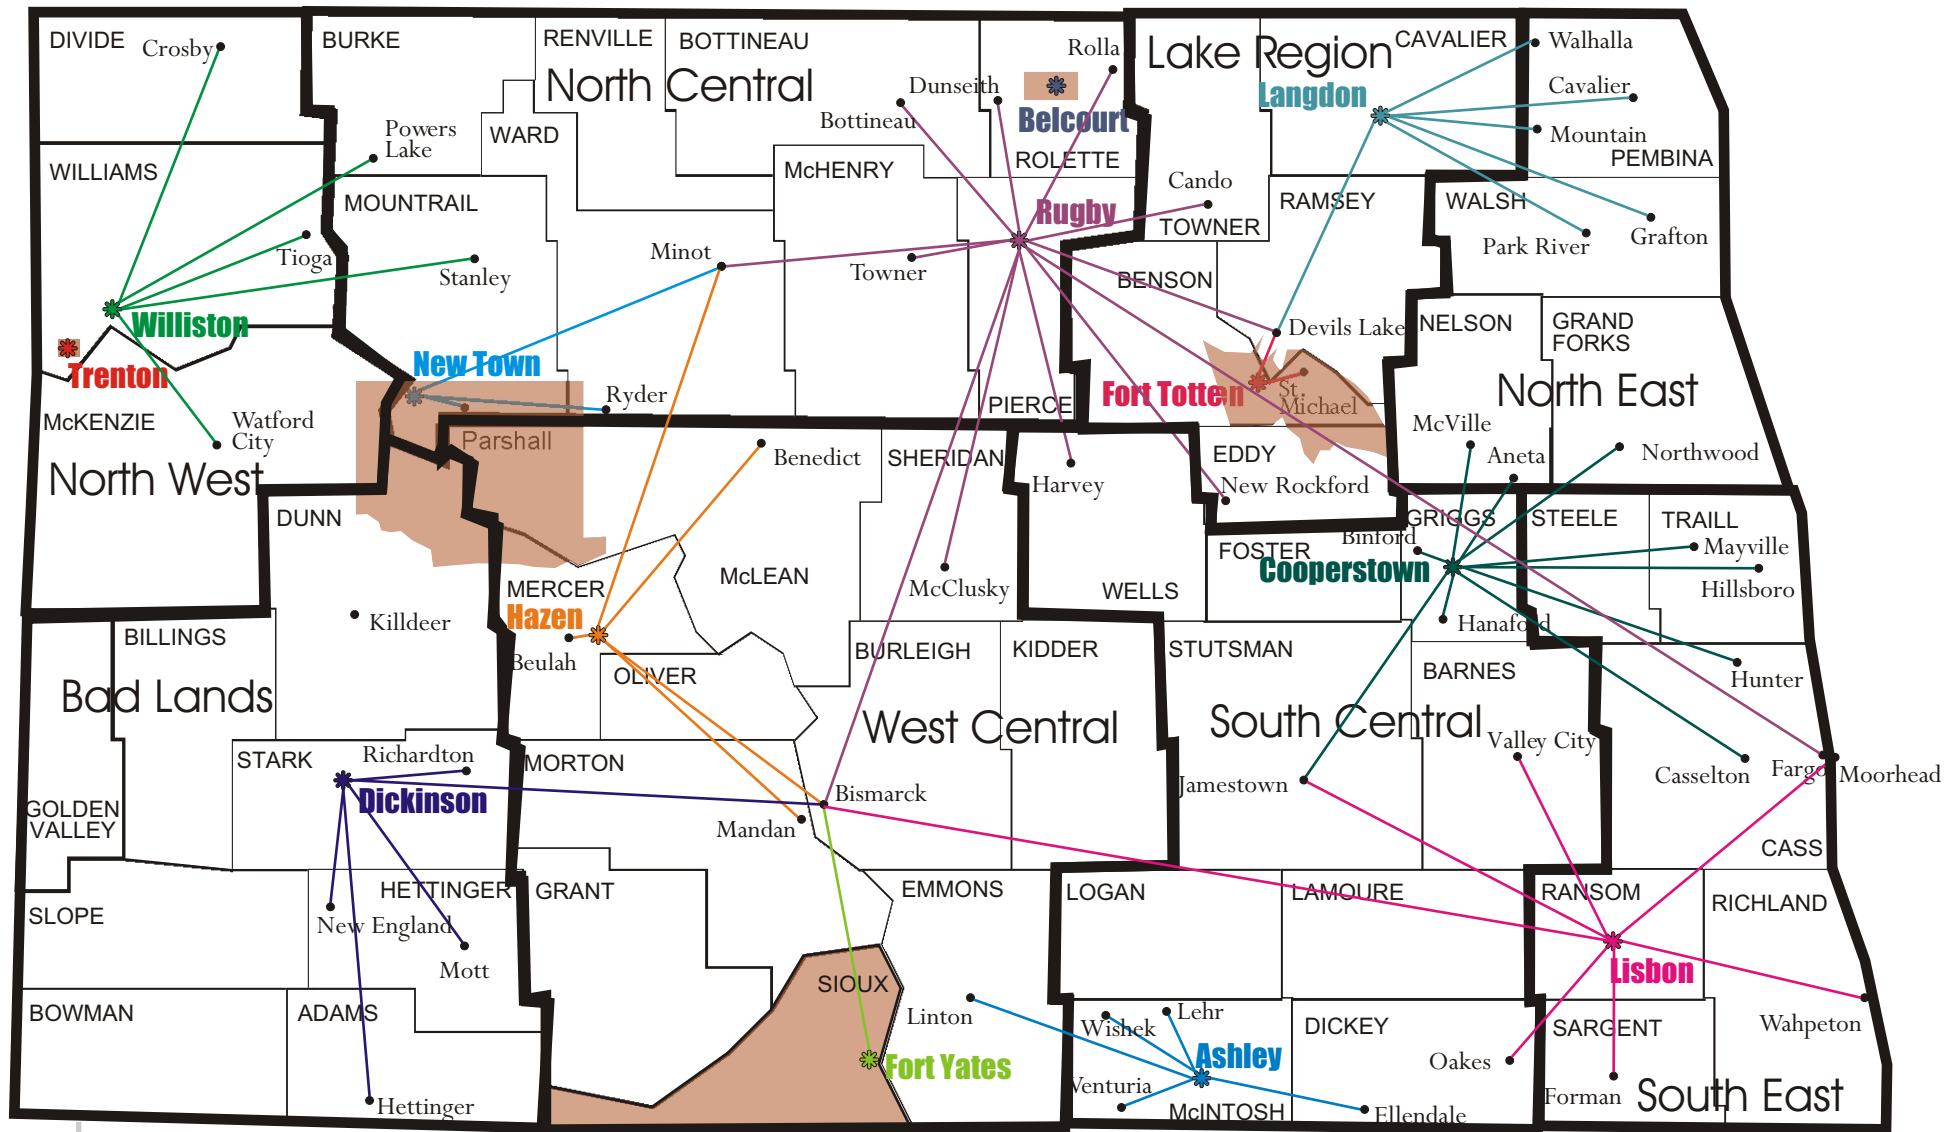 DIVIDE
Crosby
BURKE
RENVILLE
BOTTINEAU
North Central
Rolla
Lake Region
CAVALIER
Walhalla
Dunseith
Belcourt
Langdon
Cavalier
Bottineau
Powers
Lake
WARD
Mountain
PEMBINA
WILLIAMS
McHENRY
ROLETTE
Cando
MOUNTRAIL
Rugby
TOWNER
RAMSEY
WALSH
Park River
Grafton
Tioga
Stanley
Minot
Towner
BENSON
Williston
Trenton
New Town
Devils Lake
NELSON
GRAND
FORKS
Ryder
PIERCE
Fort Totten
St.
Michael
North East
McKENZIE
Watford
City
Parshall
Benedict
SHERIDAN
Harvey
EDDY
New Rockford
McVille
Aneta
Northwood
North West
DUNN
GRIGGS
STEELE
TRAILL
Binford
Mayville
FOSTER
Cooperstown
Hillsboro
MERCER
McLEAN
McClusky
WELLS
Hazen
Killdeer
Hanaford
BILLINGS
Beulah
OLIVER
BURLEIGH
KIDDER
STUTSMAN
BARNES
Hunter
Bad Lands
West Central
South Central
Valley City
STARK
Richardton
MORTON
Jamestown
Casselton
Fargo
Moorhead
Dickinson
Bismarck
Mandan
GOLDEN
VALLEY
CASS
HETTINGER
GRANT
EMMONS
LOGAN
LAMOURE
RANSOM
RICHLAND
SLOPE
New England
Mott
Lisbon
SIOUX
BOWMAN
ADAMS
Linton
Wishek
Lehr
DICKEY
SARGENT
Wahpeton
Fort Yates
Ashley
Oakes
Venturia
Hettinger
McINTOSH
Ellendale
Forman
South East